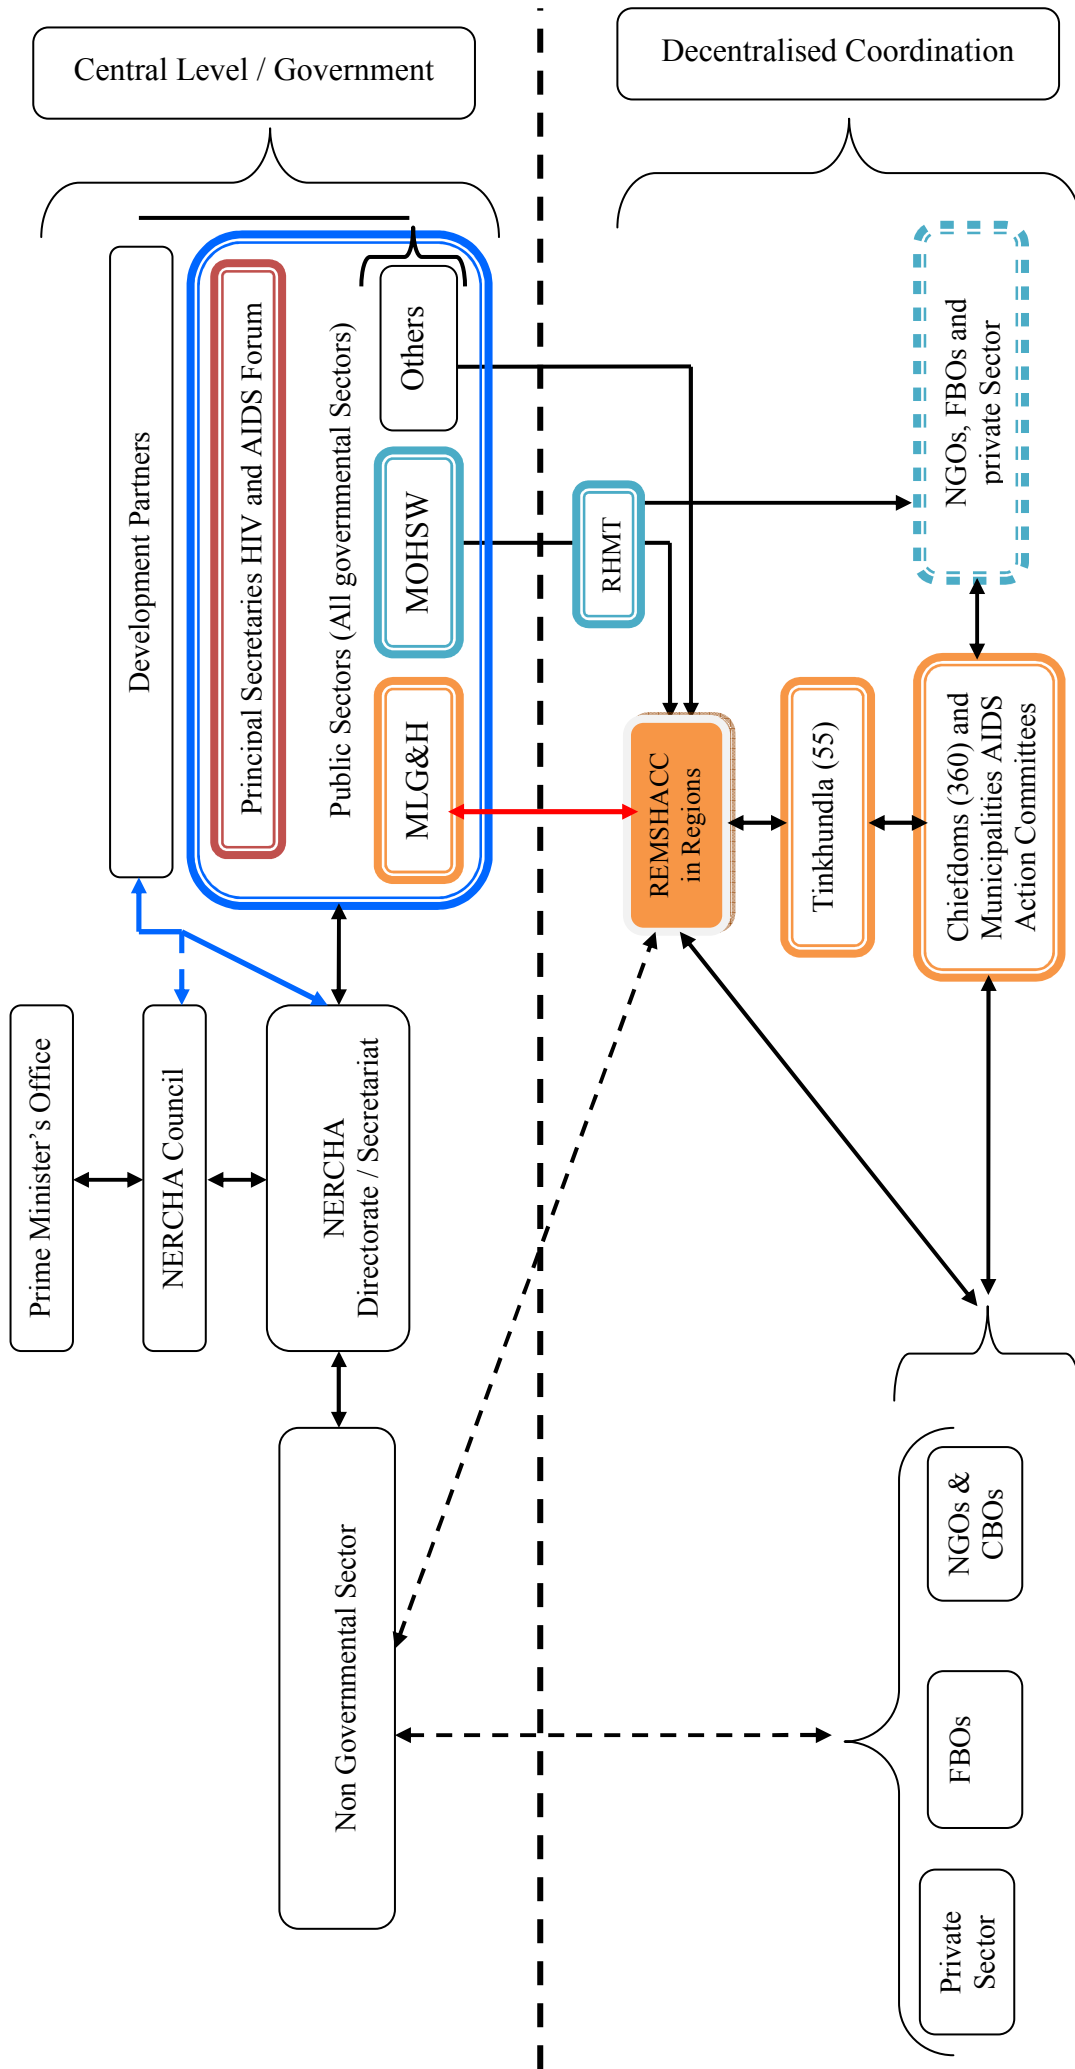 Central Level / Government
Decentralised Coordination
Prime Minister’s Office
NERCHA Council
Development Partners
NERCHA
Directorate / Secretariat
Principal Secretaries HIV and AIDS Forum
Public Sectors (All governmental Sectors)
MLG&H
MOHSW
Others
Non Governmental Sector
RHMT
REMSHACC
in Regions
Tinkhundla (55)
Chiefdoms (360) and
Municipalities AIDS
Action Committees
NGOs, FBOs and
private Sector
Private
Sector
FBOs
NGOs &
CBOs